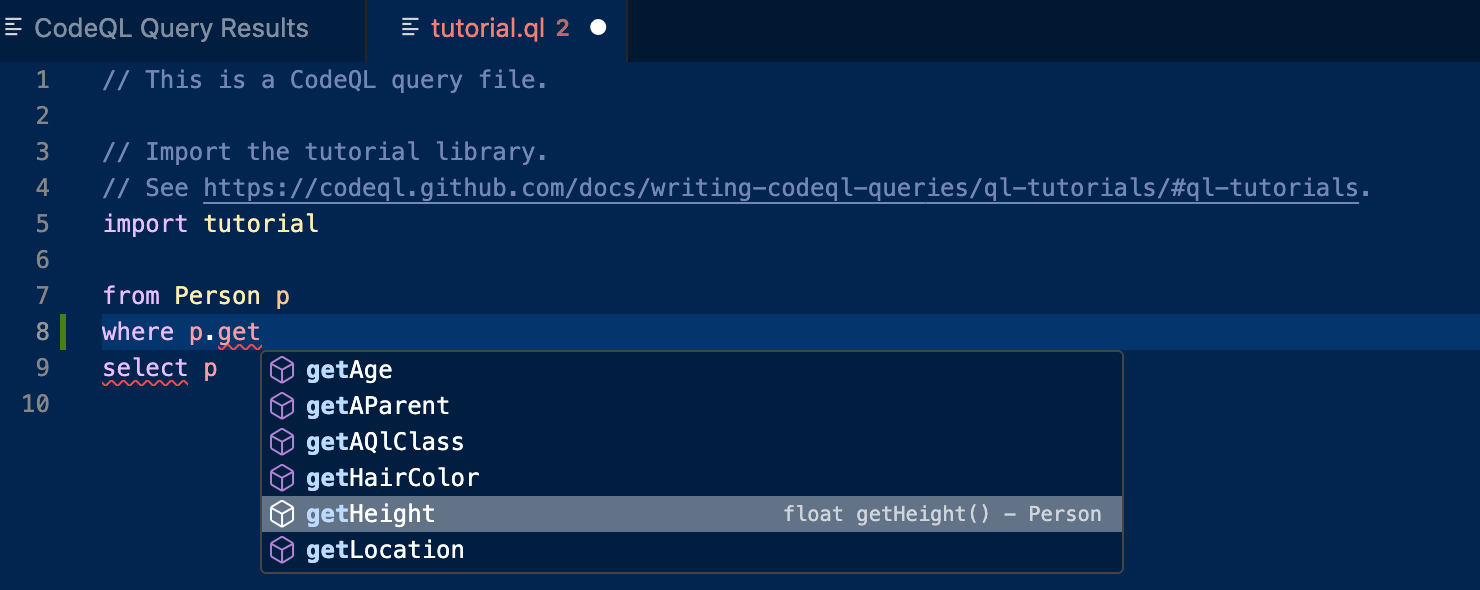 CodeQL Query Results
tutorial.ql 2
1 // This is a CodeQL query file.
2
3 // Import the tutorial library.
4 // See https://codeql.github.com/docs/writing-codeql-queries/ql-tutorials/#ql-tutorials.
5 import tutorial
6
7 from Person p
8 where p.get
9 select p
10
getAge
getAParent
getAQlClass
getHairColor
getHeight float getHeight() – Person
getLocation